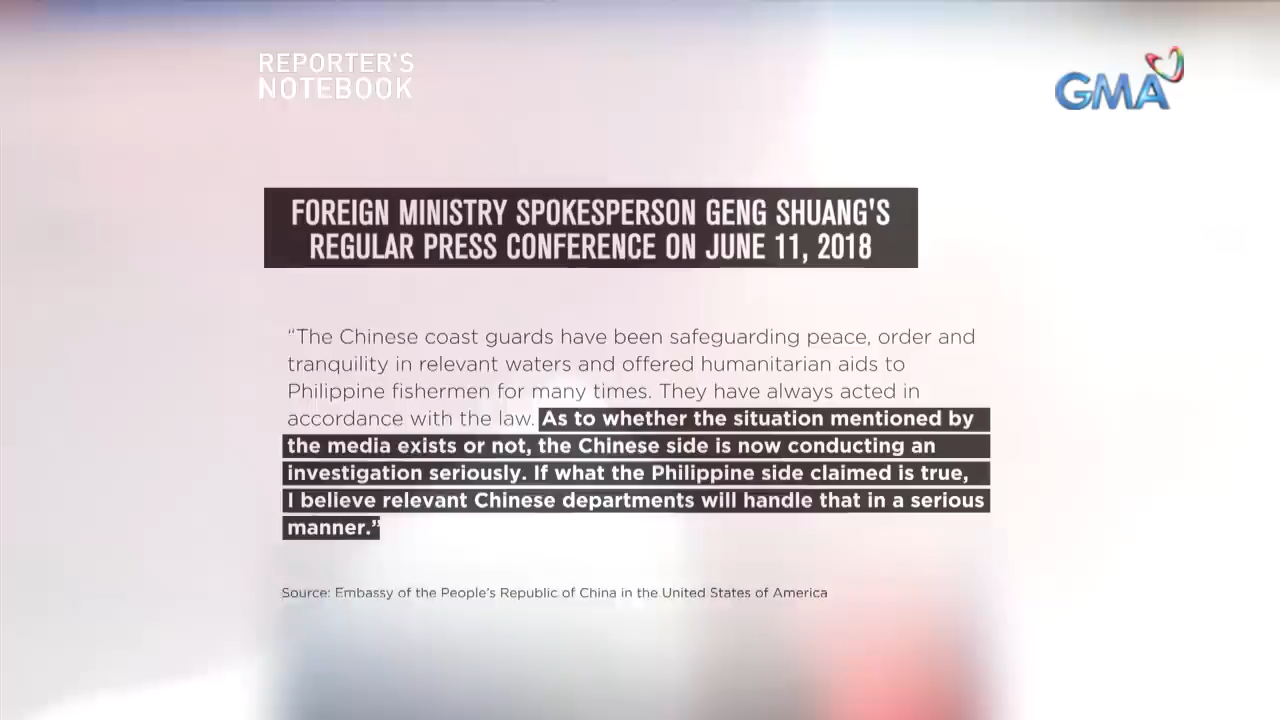 REPORTER'S
NOTEBOOK
GMA
FOREIGN MINISTRY SPOKESPERSON GENG SHUANG'S
REGULAR PRESS CONFERENCE ON JUNE 11, 2018
“The Chinese coast guards have been safeguarding peace, order and
tranquility in relevant waters and offered humanitarian aids to
Philippine fishermen for many times. They have always acted in
accordance with the law. As to whether the situation mentioned by
the media exists or not, the Chinese side is now conducting an
investigation seriously. If what the Philippine side claimed is true,
I believe relevant Chinese departments will handle that in a serious
manner.”
Source: Embassy of the People’s Republic of China in the United States of America